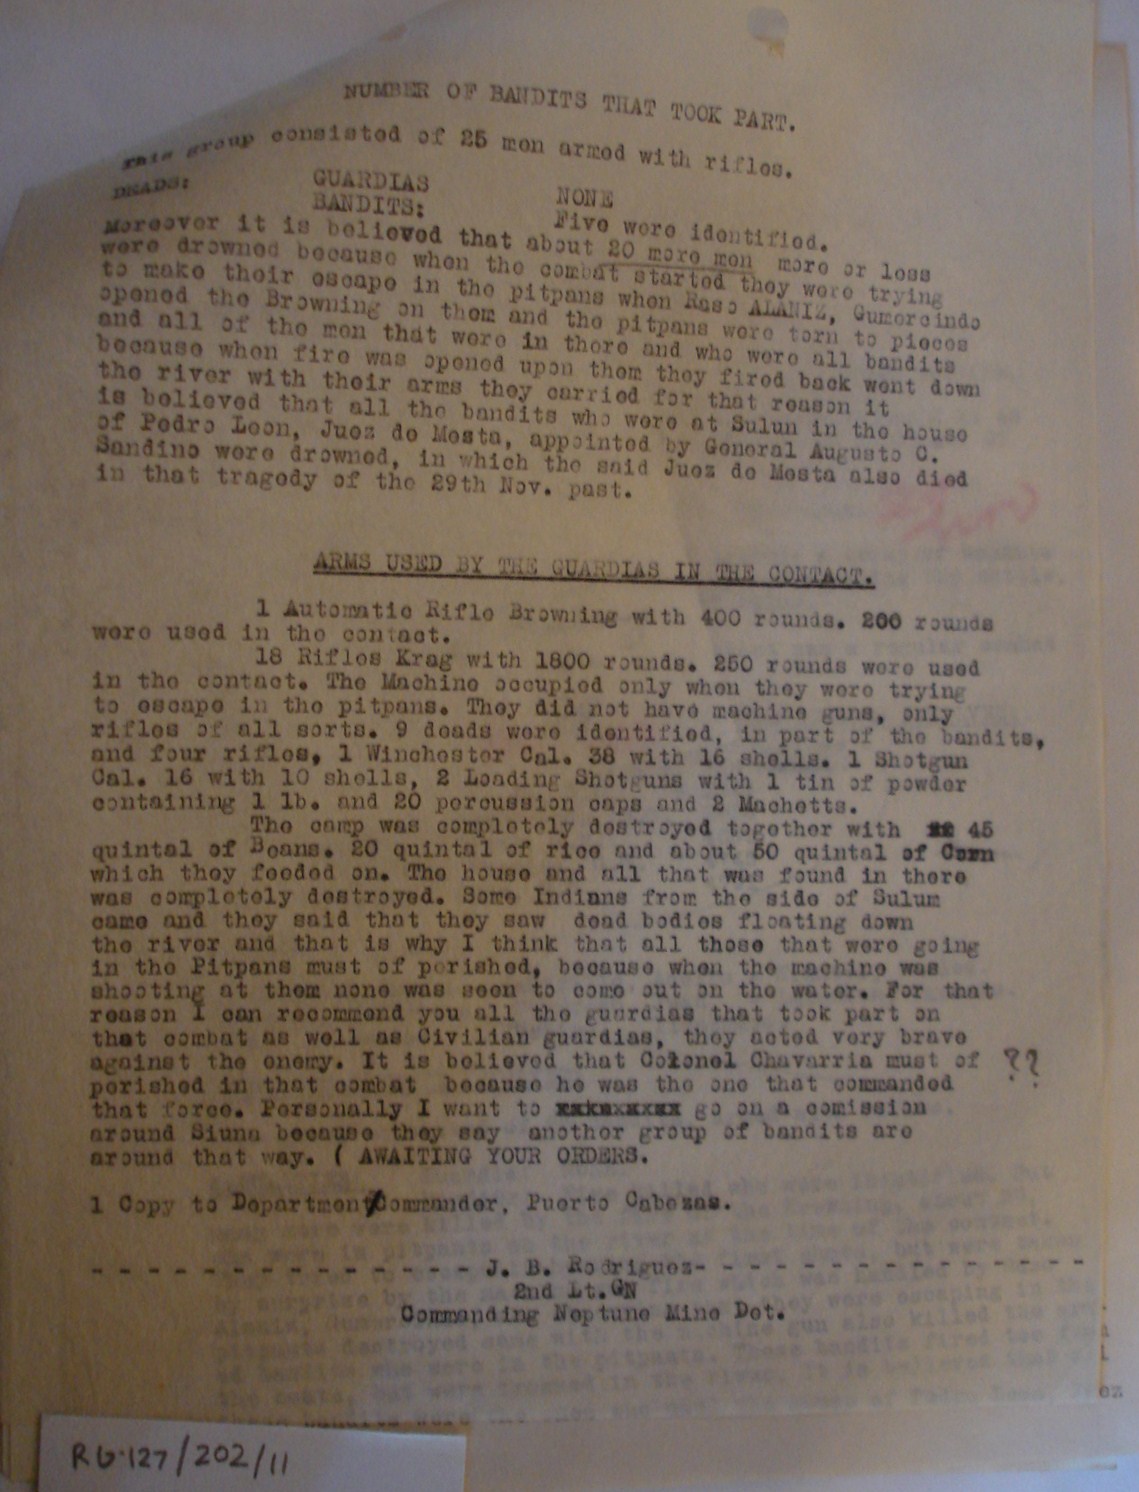 NUMBER OF BANDITS THAT TOOK PART.
This group consisted of 25 men armed with rifles.
DEADS: GUARDIAS NONE
BANDITS: Five were identified.
Moreover it is believed that about 20 more men more or less
were drowned because when the combat started they were trying
to make their escape in the pitpans when Raso ALANIZ, Gumercindo
opened the Browning on them and the pitpans were torn to pieces
and all of the men that were in there and who were all bandits
because when fire was opened upon them they fired back went down
the river with their arms they carried for that reason it
is believed that all the bandits who were at Sulun in the house
of Pedro Leon, Juez de Mesta, appointed by General Augusto C.
Sandino were drowned, in which the said Juez de Mesta also died
in that tragedy of the 29th Nov. past.
ARMS USED BY THE GUARDIAS IN THE CONTACT.
1 Automatic Rifle Browning with 400 rounds. 200 rounds
were used in the contact.
18 Rifles Krag with 1800 rounds. 250 rounds were used
in the contact. The Machine occupied only when they were trying
to escape in the pitpans. They did not have machine guns, only
rifles of all sorts. 9 deads were identified, in part of the bandits,
and four rifles, 1 Winchester Cal. 38 with 16 shells. 1 Shotgun
Cal. 16 with 10 shells, 2 Loading Shotguns with 1 tin of powder
containing 1 lb. and 20 percussion caps and 2 Machetts.
The camp was completely destroyed together with 45
quintal of Beans. 20 quintal of rice and about 50 quintal of Corn
which they feeded on. The house and all that was found in there
was completely destroyed. Some Indians from the side of Sulum
came and they said that they saw dead bodies floating down
the river and that is why I think that all those that were going
in the Pitpans must of perished, because when the machine was
shooting at them none was seen to come out on the water. For that
reason I can recommend you all the guardias that took part on
that combat as well as Civilian guardias, they acted very brave
against the enemy. It is believed that Colonel Chavarria must of ??
perished in that combat because he was the one that commanded
that force. Personally I want to go on a comission
around Siuna because they say another group of bandits are
around that way. ( AWAITING YOUR ORDERS.
1 Copy to Department/Commander, Puerto Cabezas.
- - - - - - - - - - - - - - J. B. Rodriguez- - - - - - - - - - - - - - -
2nd Lt. GN
Commanding Neptune Mine Det.
RG-127/202/11